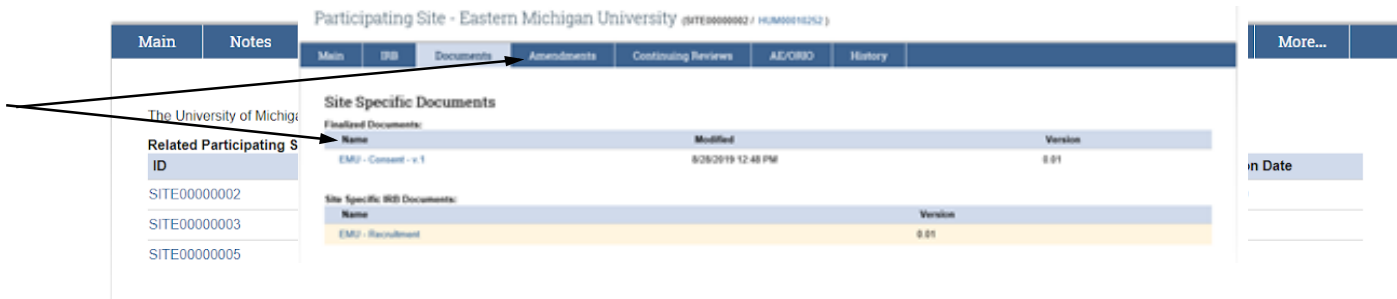 Participating Site - Eastern Michigan University (SITE00000002 / HUM00010252 )
Main Notes More...
Main IRB Documents Amendments Continuing Reviews AE/ORIO History
Site Specific Documents
The University of Michiga
Finalized Documents:
Name Modified Version
Related Participating S
EMU - Consent - v.1 8/28/2019 12:48 PM 0.01
ID on Date
SITE00000002
Site Specific IRB Documents:
Name Version
SITE00000003
EMU - Recruitment 0.01
SITE00000005